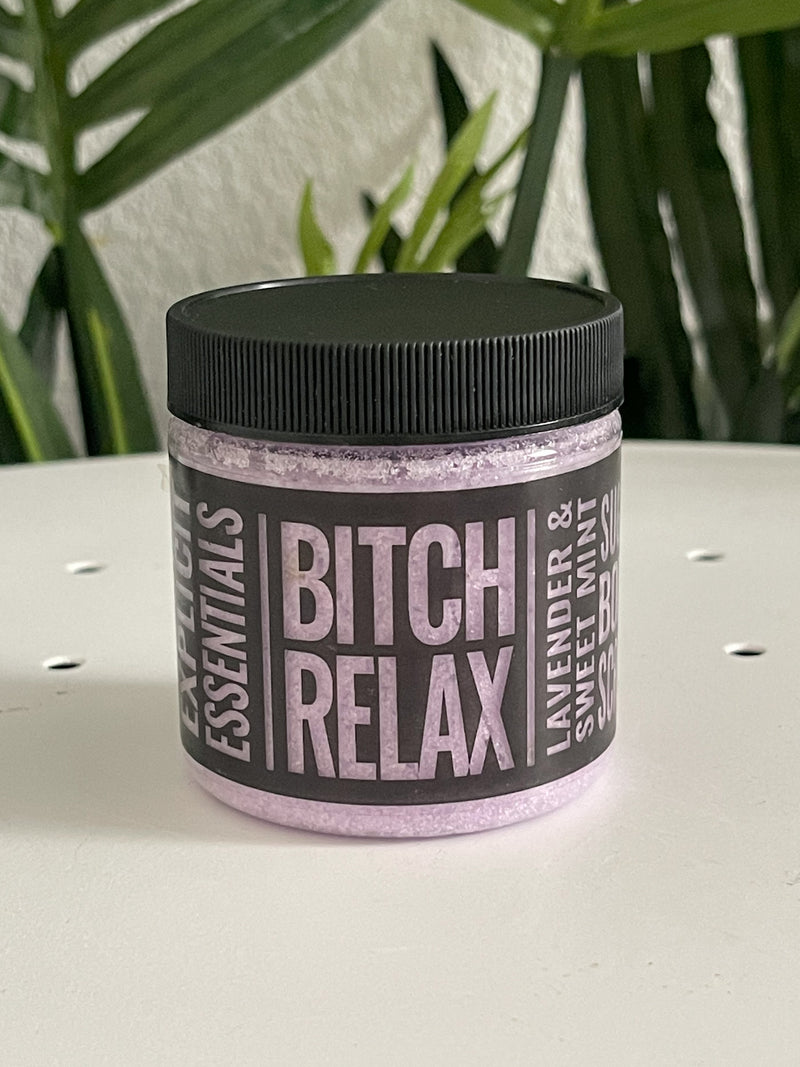 EXPLICIT
ESSENTIALS
BITCH
RELAX
LAVENDER &
SWEET MINT